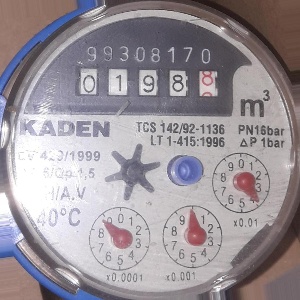 99308170
0198
m³
KADEN
TCS 142/92-1136 PN16bar
LT 1-415:1996 ΔP 1bar
40°C
x0.01
x0.0001
x0.001